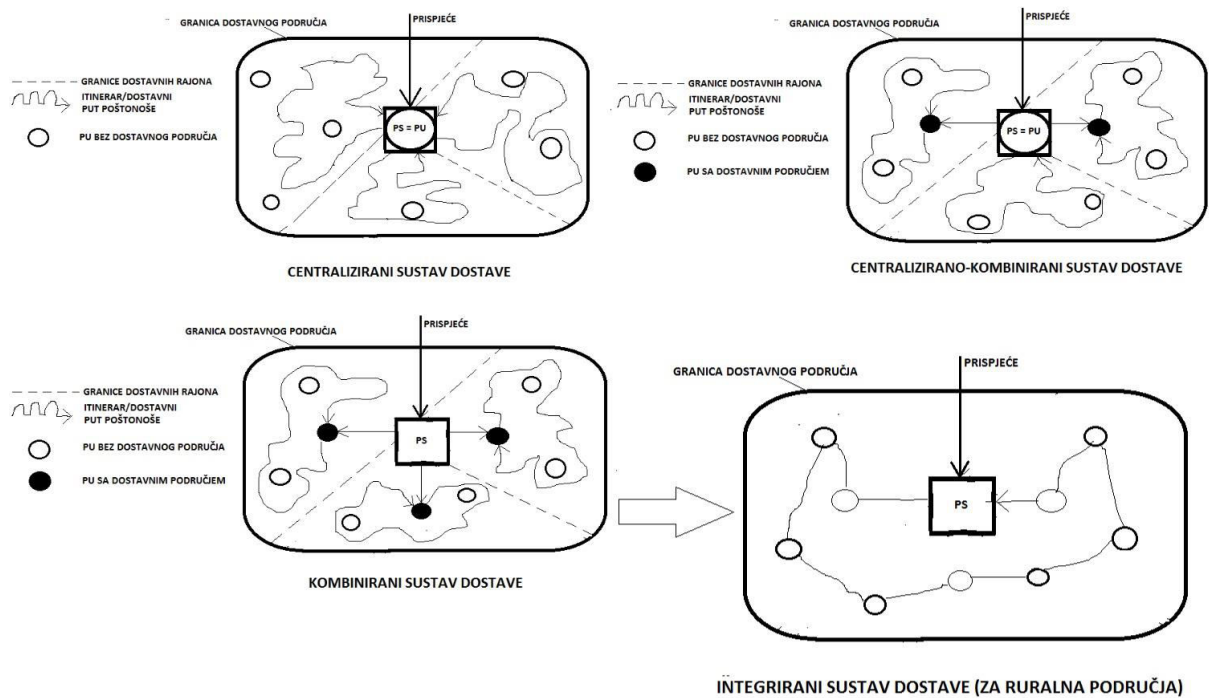 GRANICA DOSTAVNOG PODRUČJA
PRISPJEĆE
GRANICE DOSTAVNIH RAJONA
ITINERAR/DOSTAVNI
PUT POŠTONOŠE
PU BEZ DOSTAVNOG PODRUČJA
PS = PU
CENTRALIZIRANI SUSTAV DOSTAVE
GRANICA DOSTAVNOG PODRUČJA
PRISPJEĆE
GRANICE DOSTAVNIH RAJONA
ITINERAR/DOSTAVNI
PUT POŠTONOŠE
PU BEZ DOSTAVNOG PODRUČJA
PU SA DOSTAVNIM PODRUČJEM
PS = PU
CENTRALIZIRANO-KOMBINIRANI SUSTAV DOSTAVE
GRANICA DOSTAVNOG PODRUČJA
PRISPJEĆE
GRANICE DOSTAVNIH RAJONA
ITINERAR/DOSTAVNI
PUT POŠTONOŠE
PU BEZ DOSTAVNOG PODRUČJA
PU SA DOSTAVNIM PODRUČJEM
PS
KOMBINIRANI SUSTAV DOSTAVE
GRANICA DOSTAVNOG PODRUČJA
PRISPJEĆE
PS
INTEGRIRANI SUSTAV DOSTAVE (ZA RURALNA PODRUČJA)